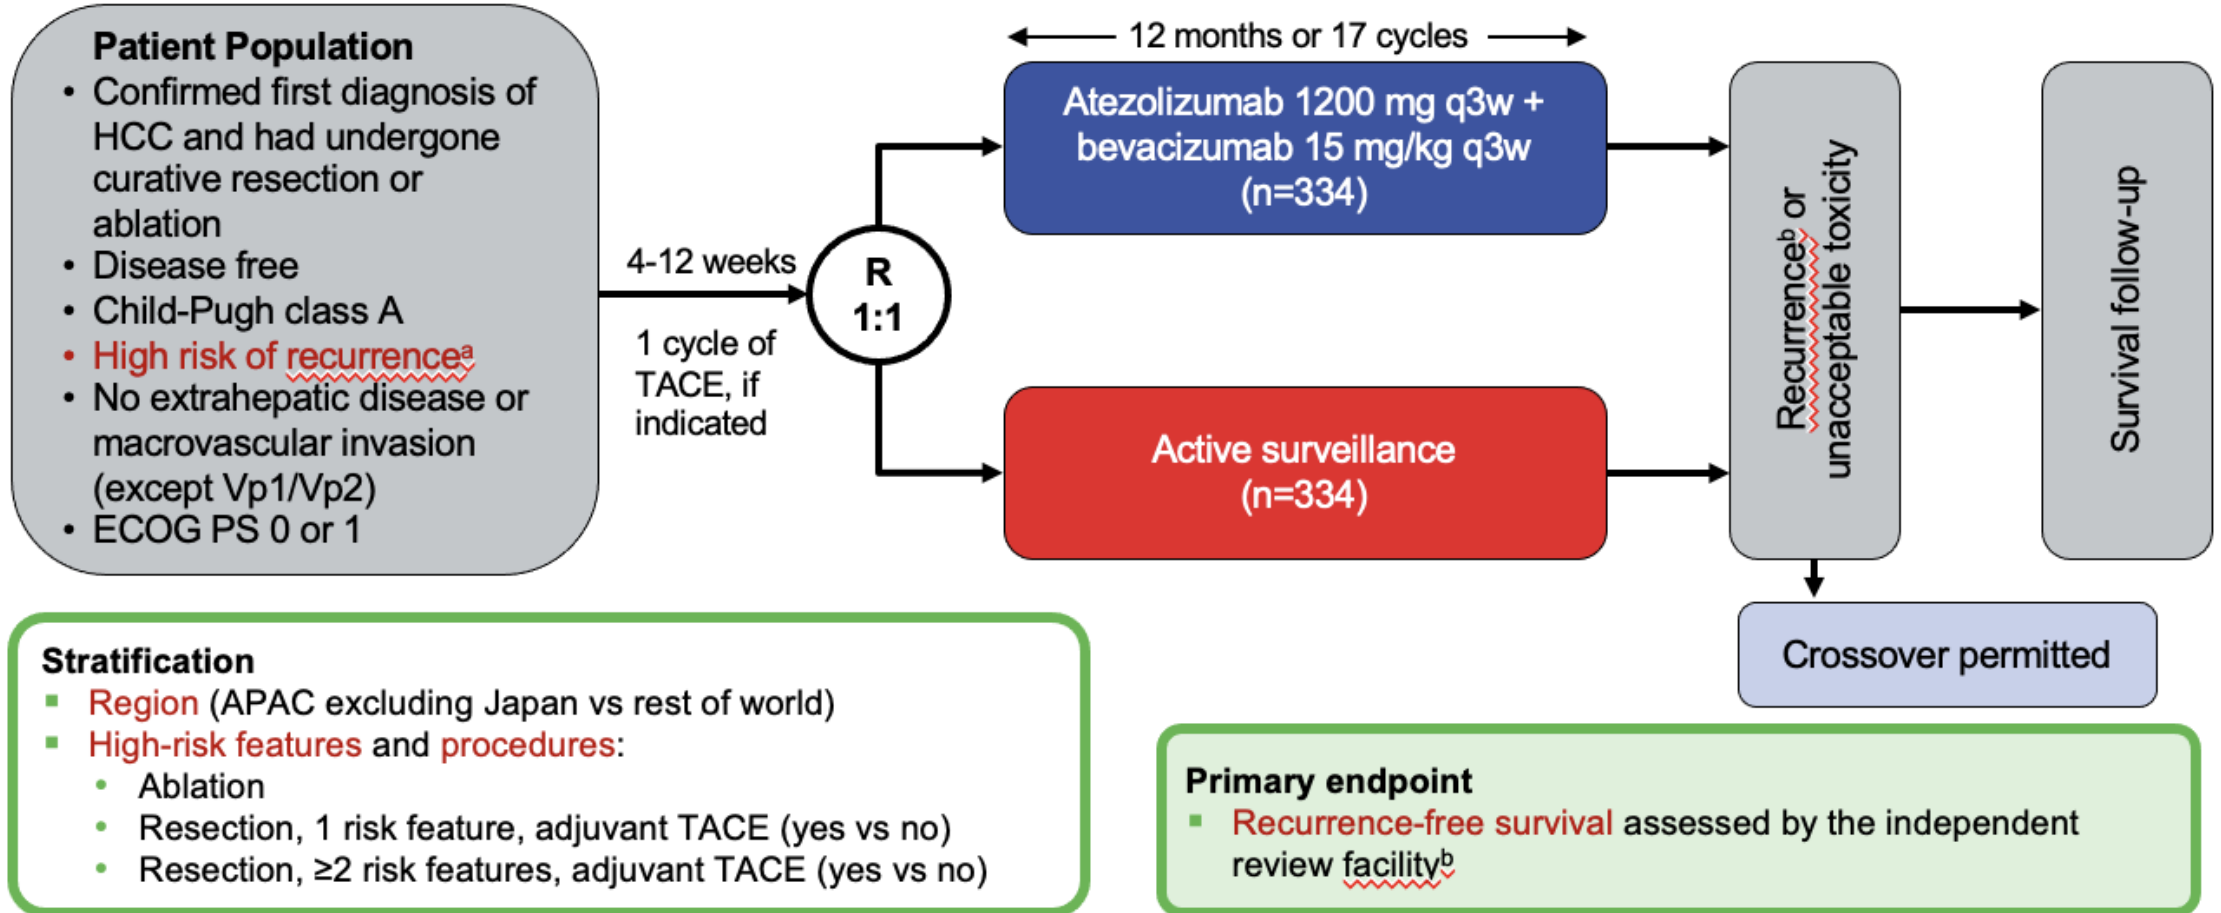 Patient Population
• Confirmed first diagnosis of
HCC and had undergone
curative resection or
ablation
• Disease free
• Child-Pugh class A
• High risk of recurrenceᵃ
• No extrahepatic disease or
macrovascular invasion
(except Vp1/Vp2)
• ECOG PS 0 or 1
4-12 weeks
1 cycle of
TACE, if
indicated
R
1:1
12 months or 17 cycles
Atezolizumab 1200 mg q3w +
bevacizumab 15 mg/kg q3w
(n=334)
Active surveillance
(n=334)
Recurrenceᵇ or
unacceptable toxicity
Survival follow-up
Crossover permitted
Stratification
▪ Region (APAC excluding Japan vs rest of world)
▪ High-risk features and procedures:
• Ablation
• Resection, 1 risk feature, adjuvant TACE (yes vs no)
• Resection, ≥2 risk features, adjuvant TACE (yes vs no)
Primary endpoint
▪ Recurrence-free survival assessed by the independent
review facilityᵇ